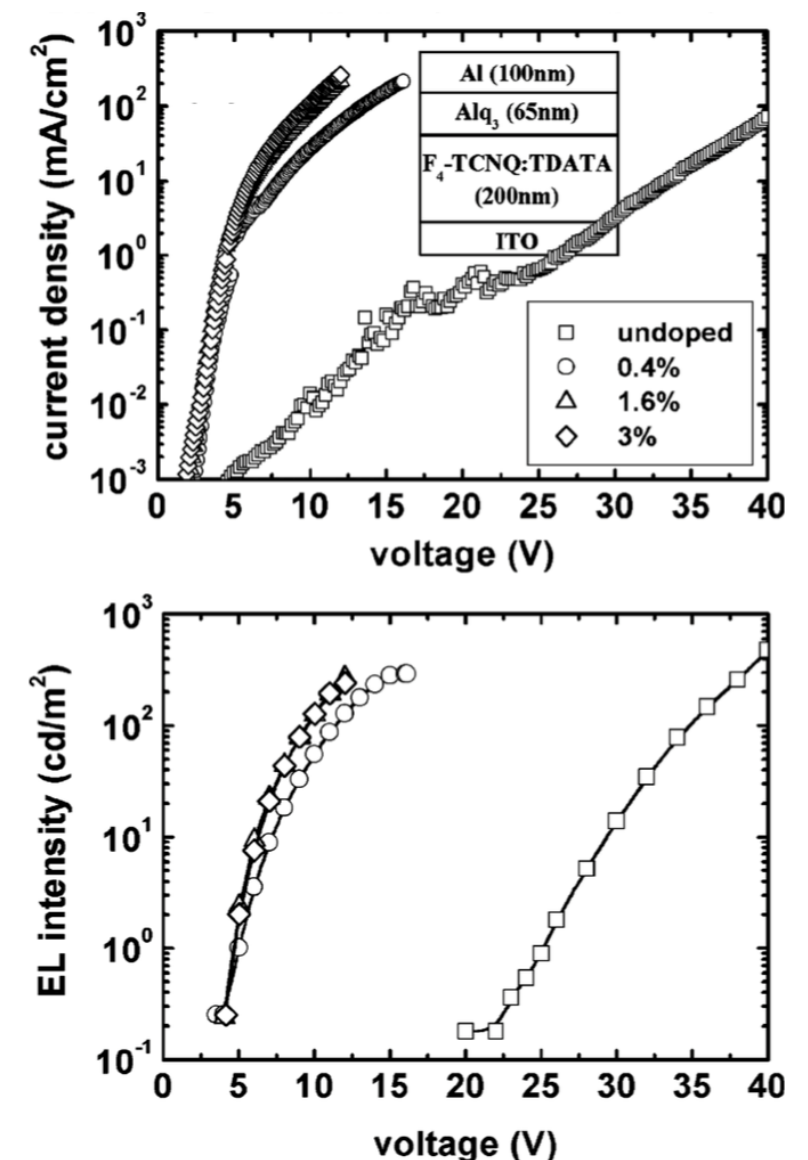 10³
10²
10¹
10⁰
10⁻¹
10⁻²
10⁻³
current density (mA/cm²)
Al (100nm)
Alq₃ (65nm)
F₄-TCNQ:TDATA
(200nm)
ITO
undoped
0.4%
1.6%
3%
0 5 10 15 20 25 30 35 40
voltage (V)
10³
10²
10¹
10⁰
10⁻¹
EL intensity (cd/m²)
0 5 10 15 20 25 30 35 40
voltage (V)